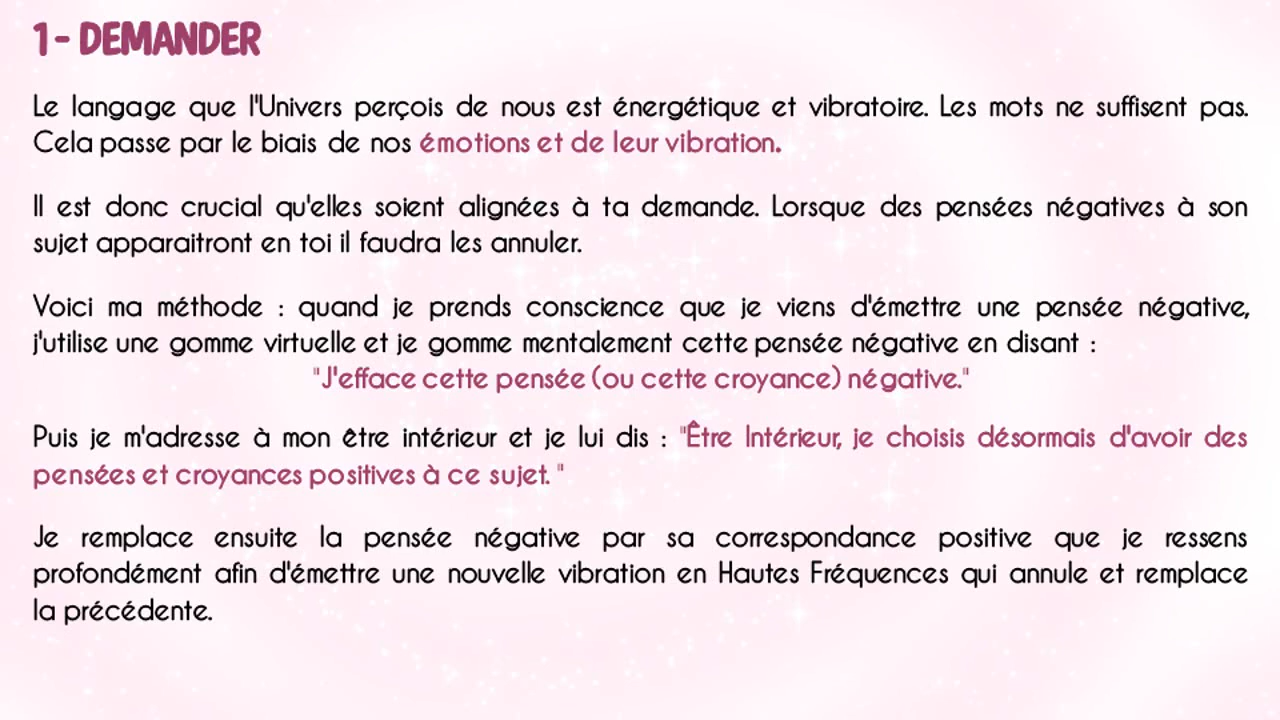 1- DEMANDER
Le langage que l'Univers perçois de nous est énergétique et vibratoire. Les mots ne suffisent pas.
Cela passe par le biais de nos émotions et de leur vibration.
Il est donc crucial qu'elles soient alignées à ta demande. Lorsque des pensées négatives à son
sujet apparaitront en toi il faudra les annuler.
Voici ma méthode : quand je prends conscience que je viens d'émettre une pensée négative,
j'utilise une gomme virtuelle et je gomme mentalement cette pensée négative en disant :
"J'efface cette pensée (ou cette croyance) négative."
Puis je m'adresse à mon être intérieur et je lui dis : "Être Intérieur, je choisis désormais d'avoir des
pensées et croyances positives à ce sujet. "
Je remplace ensuite la pensée négative par sa correspondance positive que je ressens
profondément afin d'émettre une nouvelle vibration en Hautes Fréquences qui annule et remplace
la précédente.